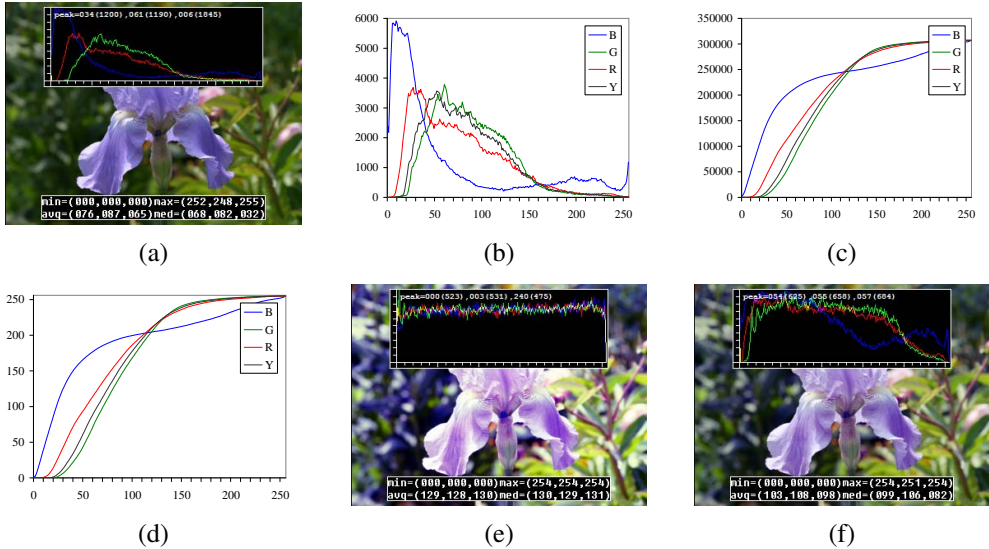 peak=034(1200),061(1190),006(1845)
min=(000,000,000)max=(252,248,255)
avg=(076,087,065)med=(068,082,032)
(a)
6000
5000
4000
3000
2000
1000
0
0 50 100 150 200 250
B
G
R
Y
(b)
350000
300000
250000
200000
150000
100000
50000
0
0 50 100 150 200 250
B
G
R
Y
(c)
250
200
150
100
50
0
0 50 100 150 200 250
B
G
R
Y
(d)
peak=000(523),003(531),240(475)
min=(000,000,000)max=(254,254,254)
avg=(129,128,130)med=(130,129,131)
(e)
peak=054(625),055(658),057(684)
min=(000,000,000)max=(254,251,254)
avg=(103,108,098)med=(099,106,082)
(f)